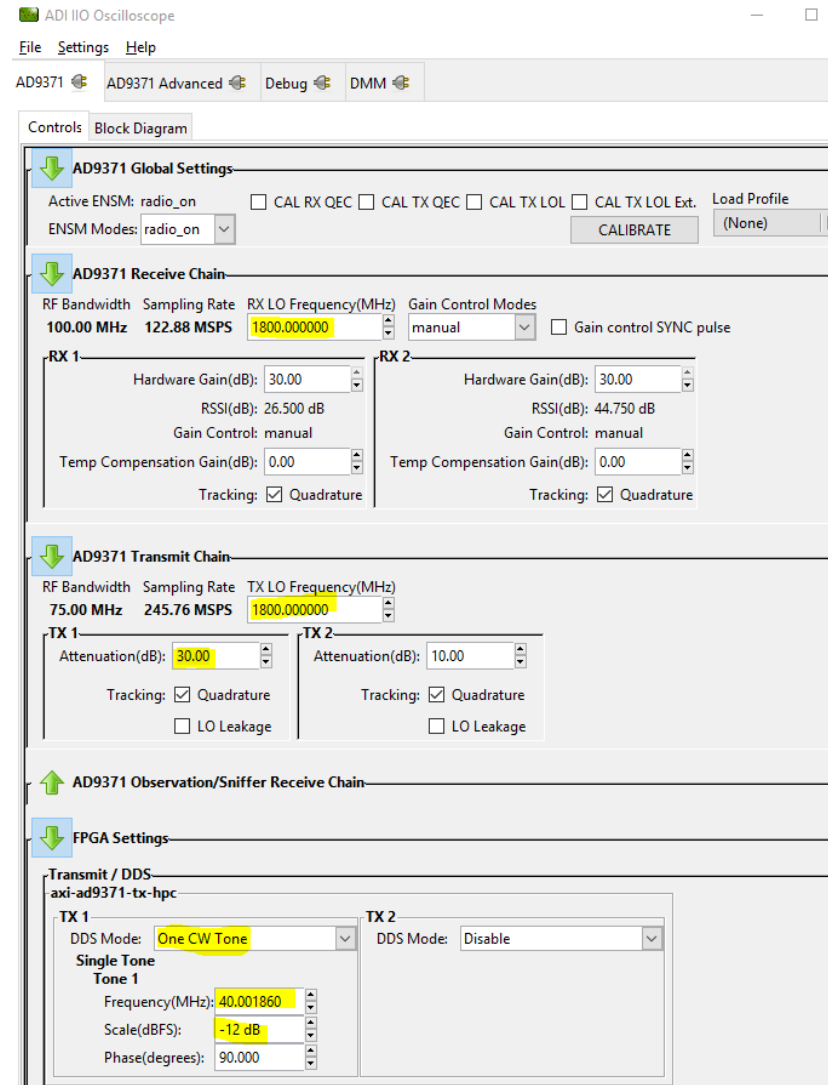 ADI IIO Oscilloscope
File Settings Help
AD9371 AD9371 Advanced Debug DMM
Controls Block Diagram
AD9371 Global Settings
Active ENSM: radio_on CAL RX QEC CAL TX QEC CAL TX LOL CAL TX LOL Ext. Load Profile
ENSM Modes: radio_on CALIBRATE (None)
AD9371 Receive Chain
RF Bandwidth Sampling Rate RX LO Frequency(MHz) Gain Control Modes
100.00 MHz 122.88 MSPS 1800.000000 manual Gain control SYNC pulse
RX 1 RX 2
Hardware Gain(dB): 30.00 Hardware Gain(dB): 30.00
RSSI(dB): 26.500 dB RSSI(dB): 44.750 dB
Gain Control: manual Gain Control: manual
Temp Compensation Gain(dB): 0.00 Temp Compensation Gain(dB): 0.00
Tracking: Quadrature Tracking: Quadrature
AD9371 Transmit Chain
RF Bandwidth Sampling Rate TX LO Frequency(MHz)
75.00 MHz 245.76 MSPS 1800.000000
TX 1 TX 2
Attenuation(dB): 30.00 Attenuation(dB): 10.00
Tracking: Quadrature Tracking: Quadrature
LO Leakage LO Leakage
AD9371 Observation/Sniffer Receive Chain
FPGA Settings
Transmit / DDS
axi-ad9371-tx-hpc
TX 1 TX 2
DDS Mode: One CW Tone DDS Mode: Disable
Single Tone
Tone 1
Frequency(MHz): 40.001860
Scale(dBFS): -12 dB
Phase(degrees): 90.000